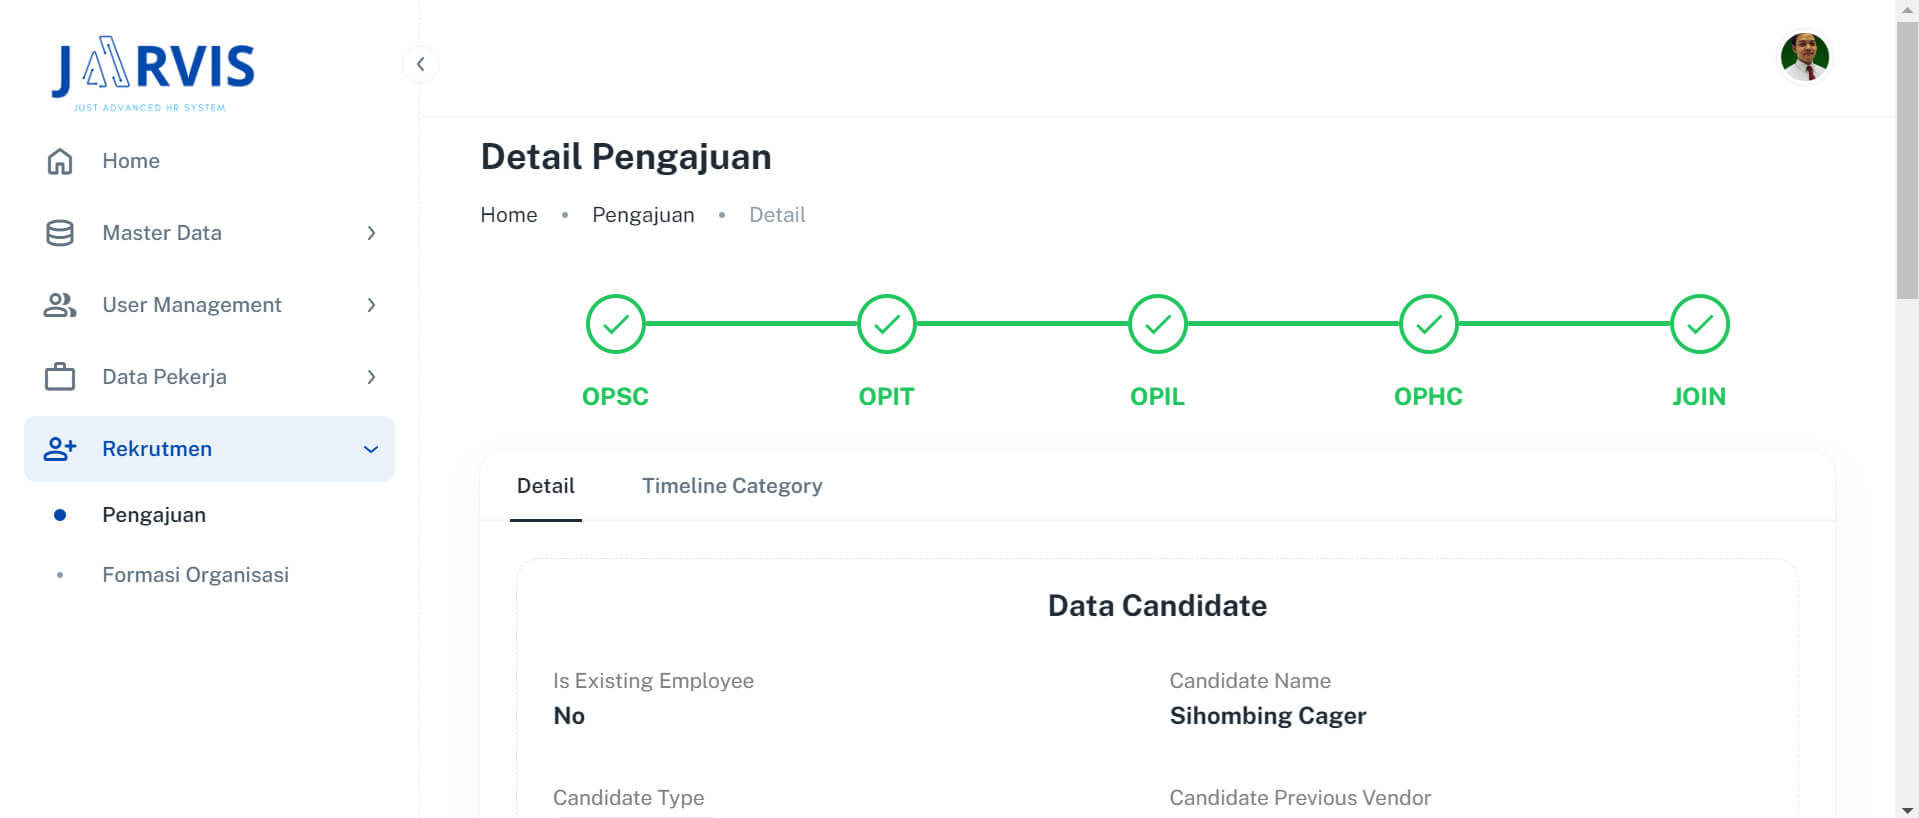 JARVIS
JUST ADVANCED HR SYSTEM
Home
Master Data
User Management
Data Pekerja
Rekrutmen
Pengajuan
Formasi Organisasi
Detail Pengajuan
Home • Pengajuan • Detail
OPSC OPIT OPIL OPHC JOIN
Detail Timeline Category
Data Candidate
Is Existing Employee
No
Candidate Name
Sihombing Cager
Candidate Type
Candidate Previous Vendor